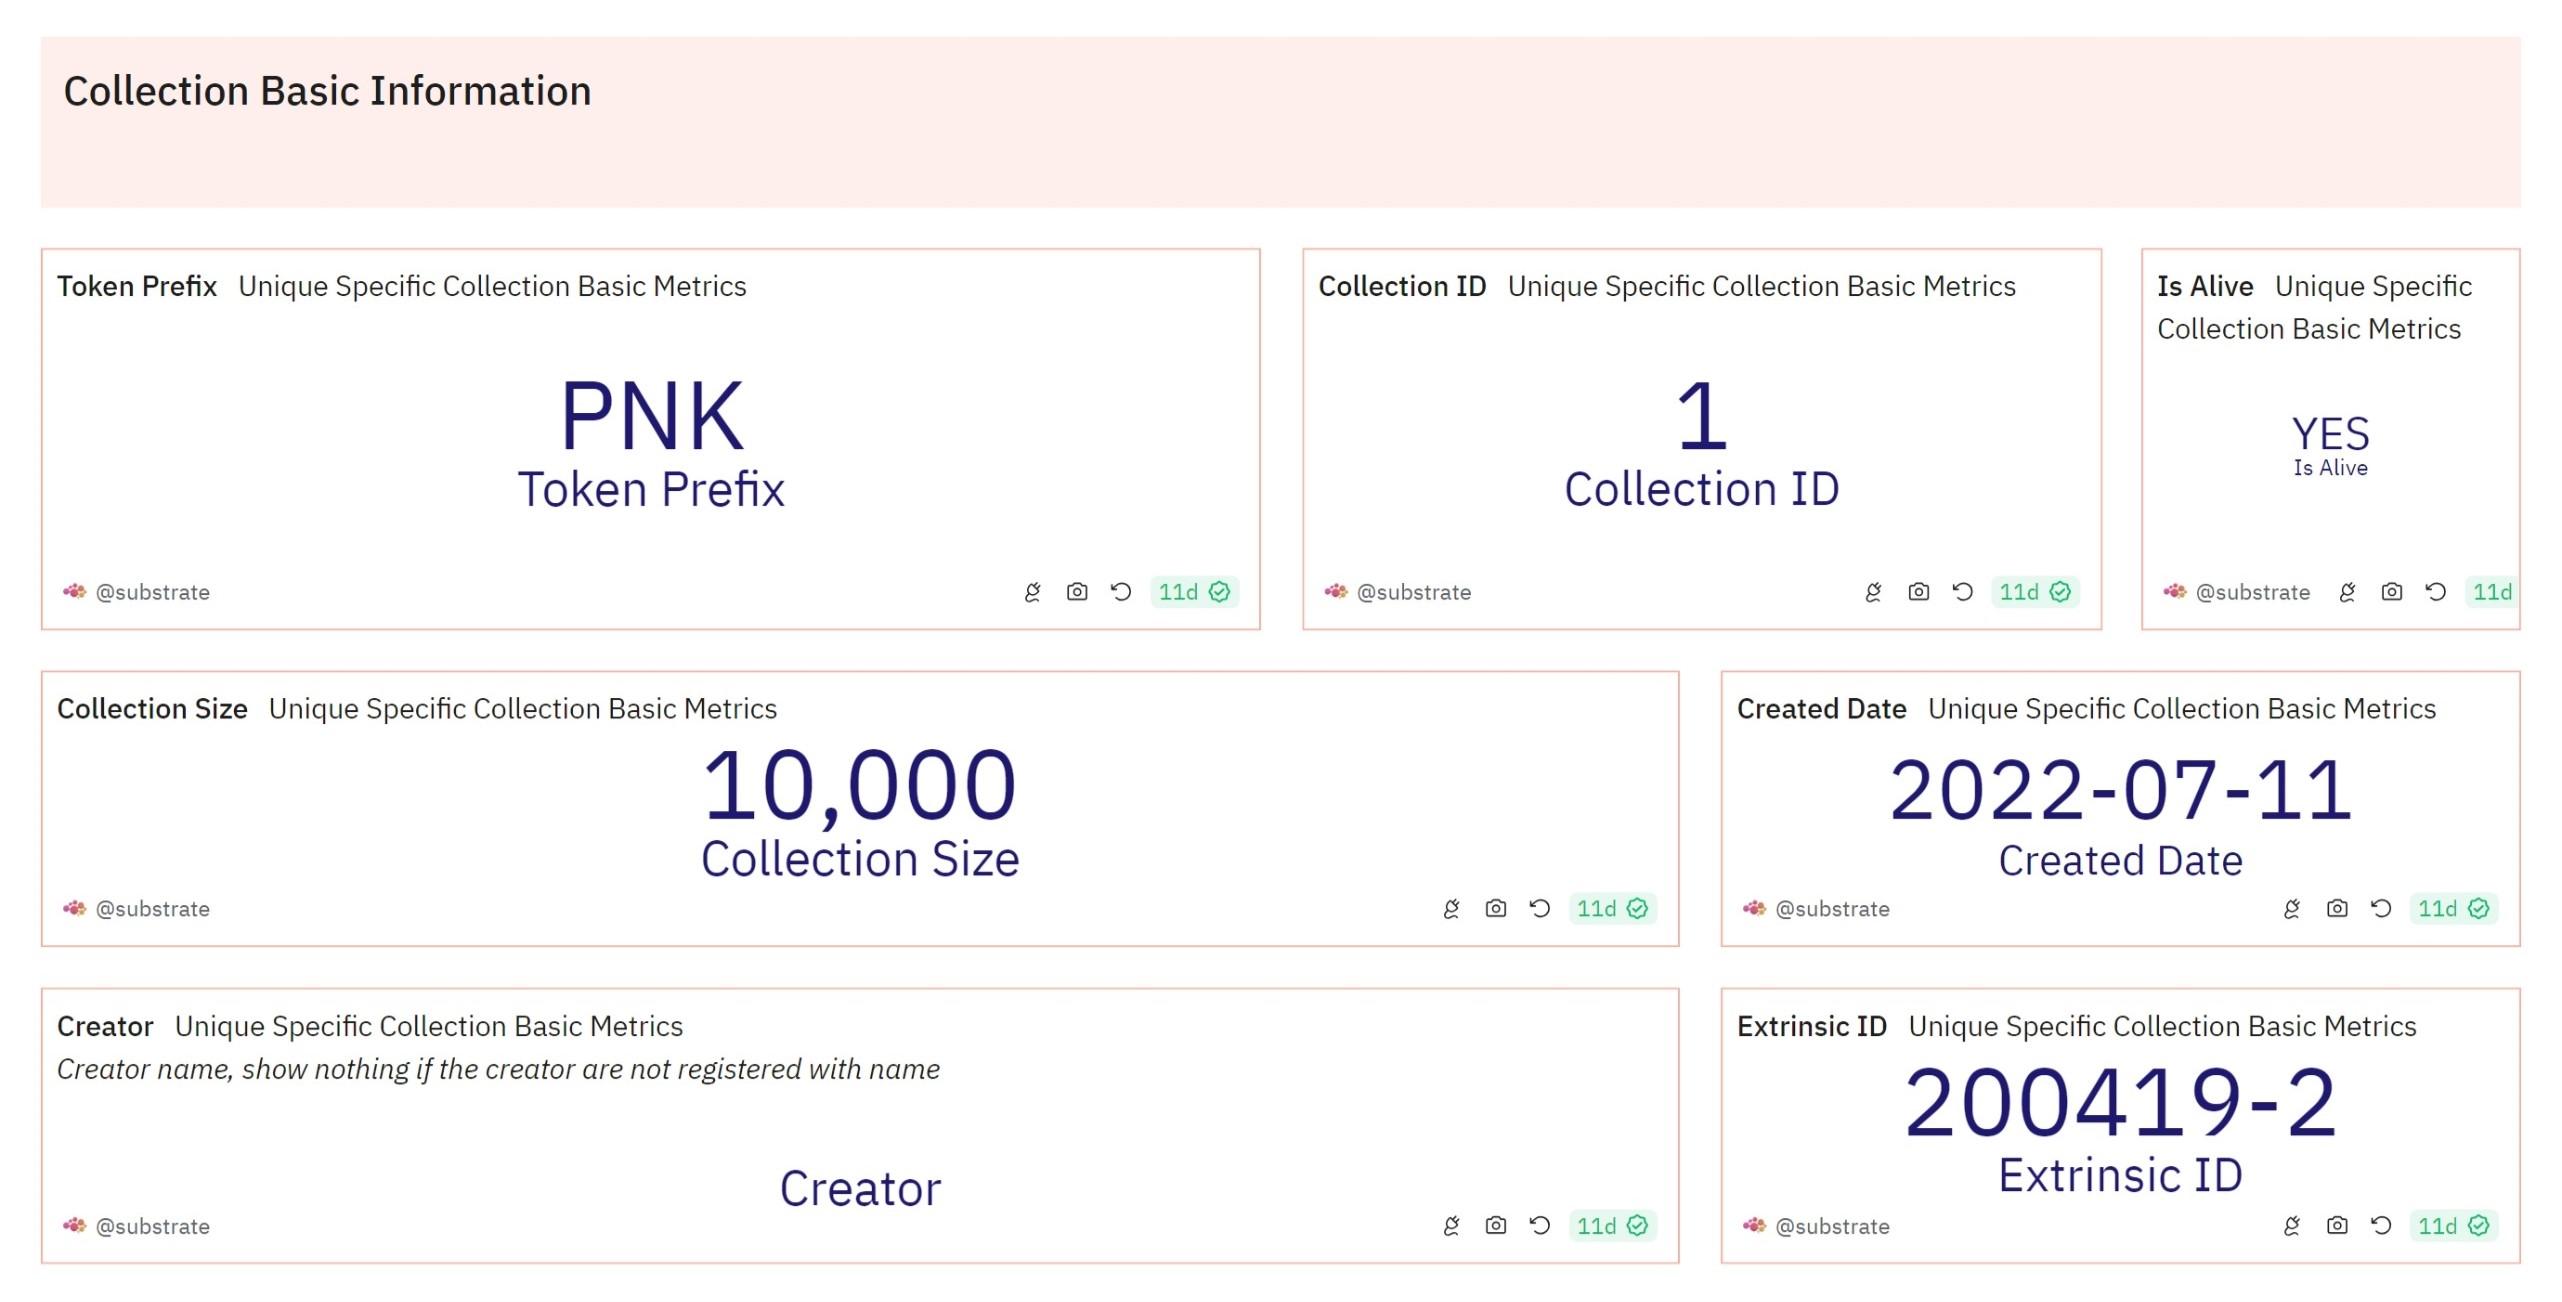 Collection Basic Information
Token Prefix Unique Specific Collection Basic Metrics
PNK
Token Prefix
@substrate 11d
Collection ID Unique Specific Collection Basic Metrics
1
Collection ID
@substrate 11d
Is Alive Unique Specific
Collection Basic Metrics
YES
Is Alive
@substrate 11d
Collection Size Unique Specific Collection Basic Metrics
10,000
Collection Size
@substrate 11d
Created Date Unique Specific Collection Basic Metrics
2022-07-11
Created Date
@substrate 11d
Creator Unique Specific Collection Basic Metrics
Creator name, show nothing if the creator are not registered with name
Creator
@substrate 11d
Extrinsic ID Unique Specific Collection Basic Metrics
200419-2
Extrinsic ID
@substrate 11d